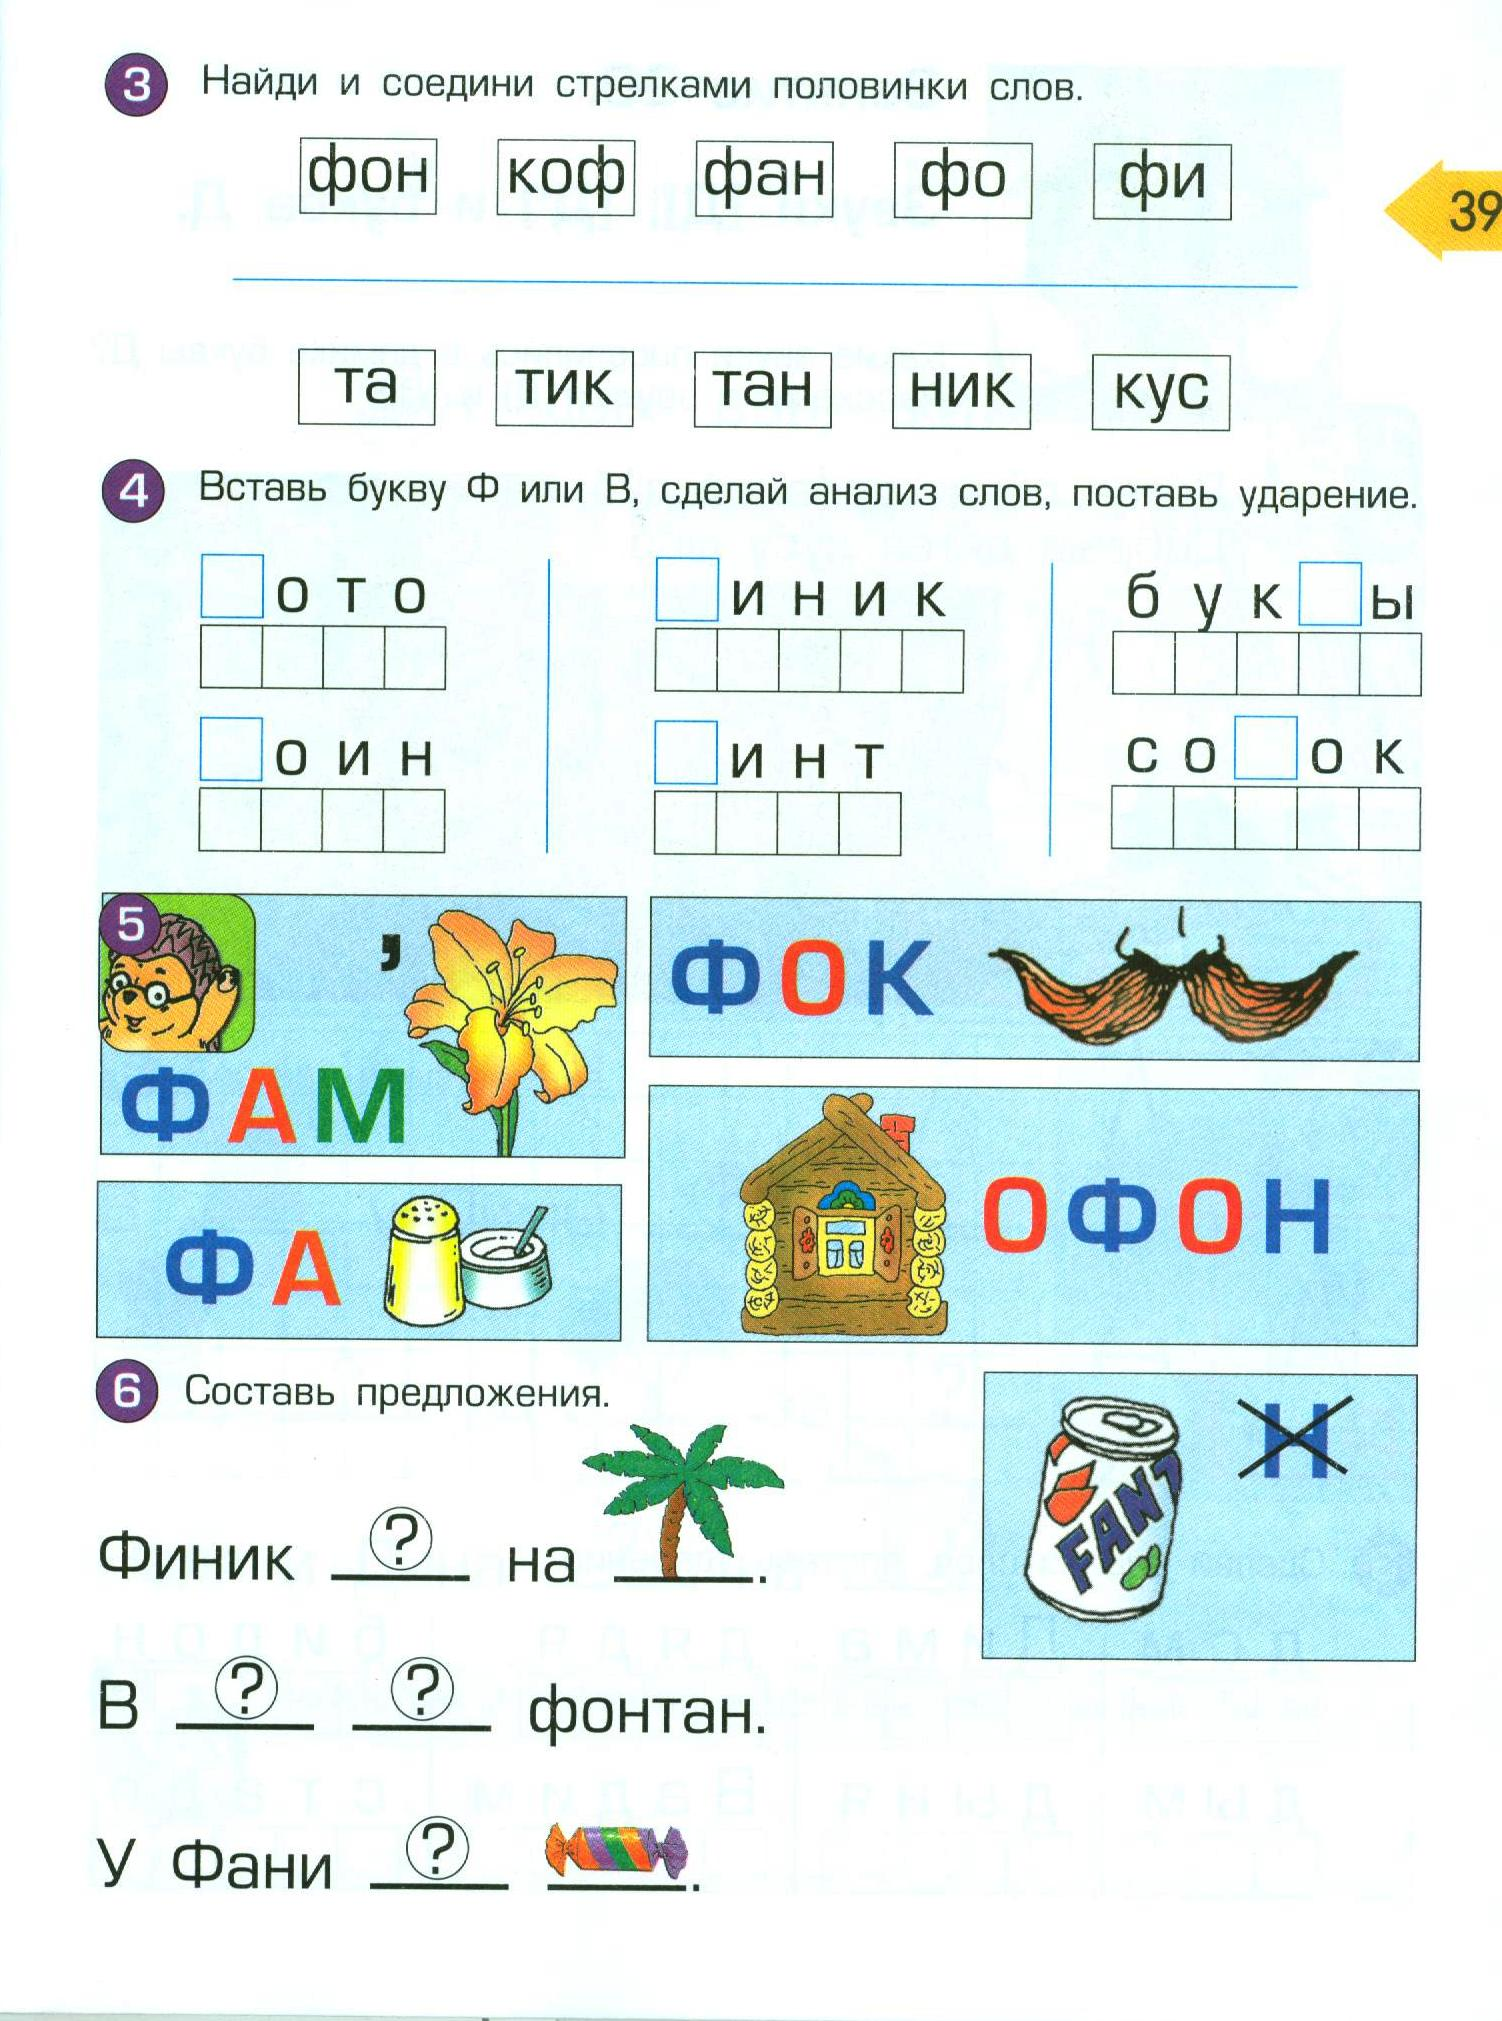 3 Найди и соедини стрелками половинки слов.
фон коф фан фо фи
39
та тик тан ник кус
4 Вставь букву Ф или В, сделай анализ слов, поставь ударение.
ото иник бук ы
оин инт со ок
5
,
ФАМ
ФОК
ФА
ОФОН
6 Составь предложения.
Н
FANT
Финик ? на .
В ? ? фонтан.
У Фани ? .